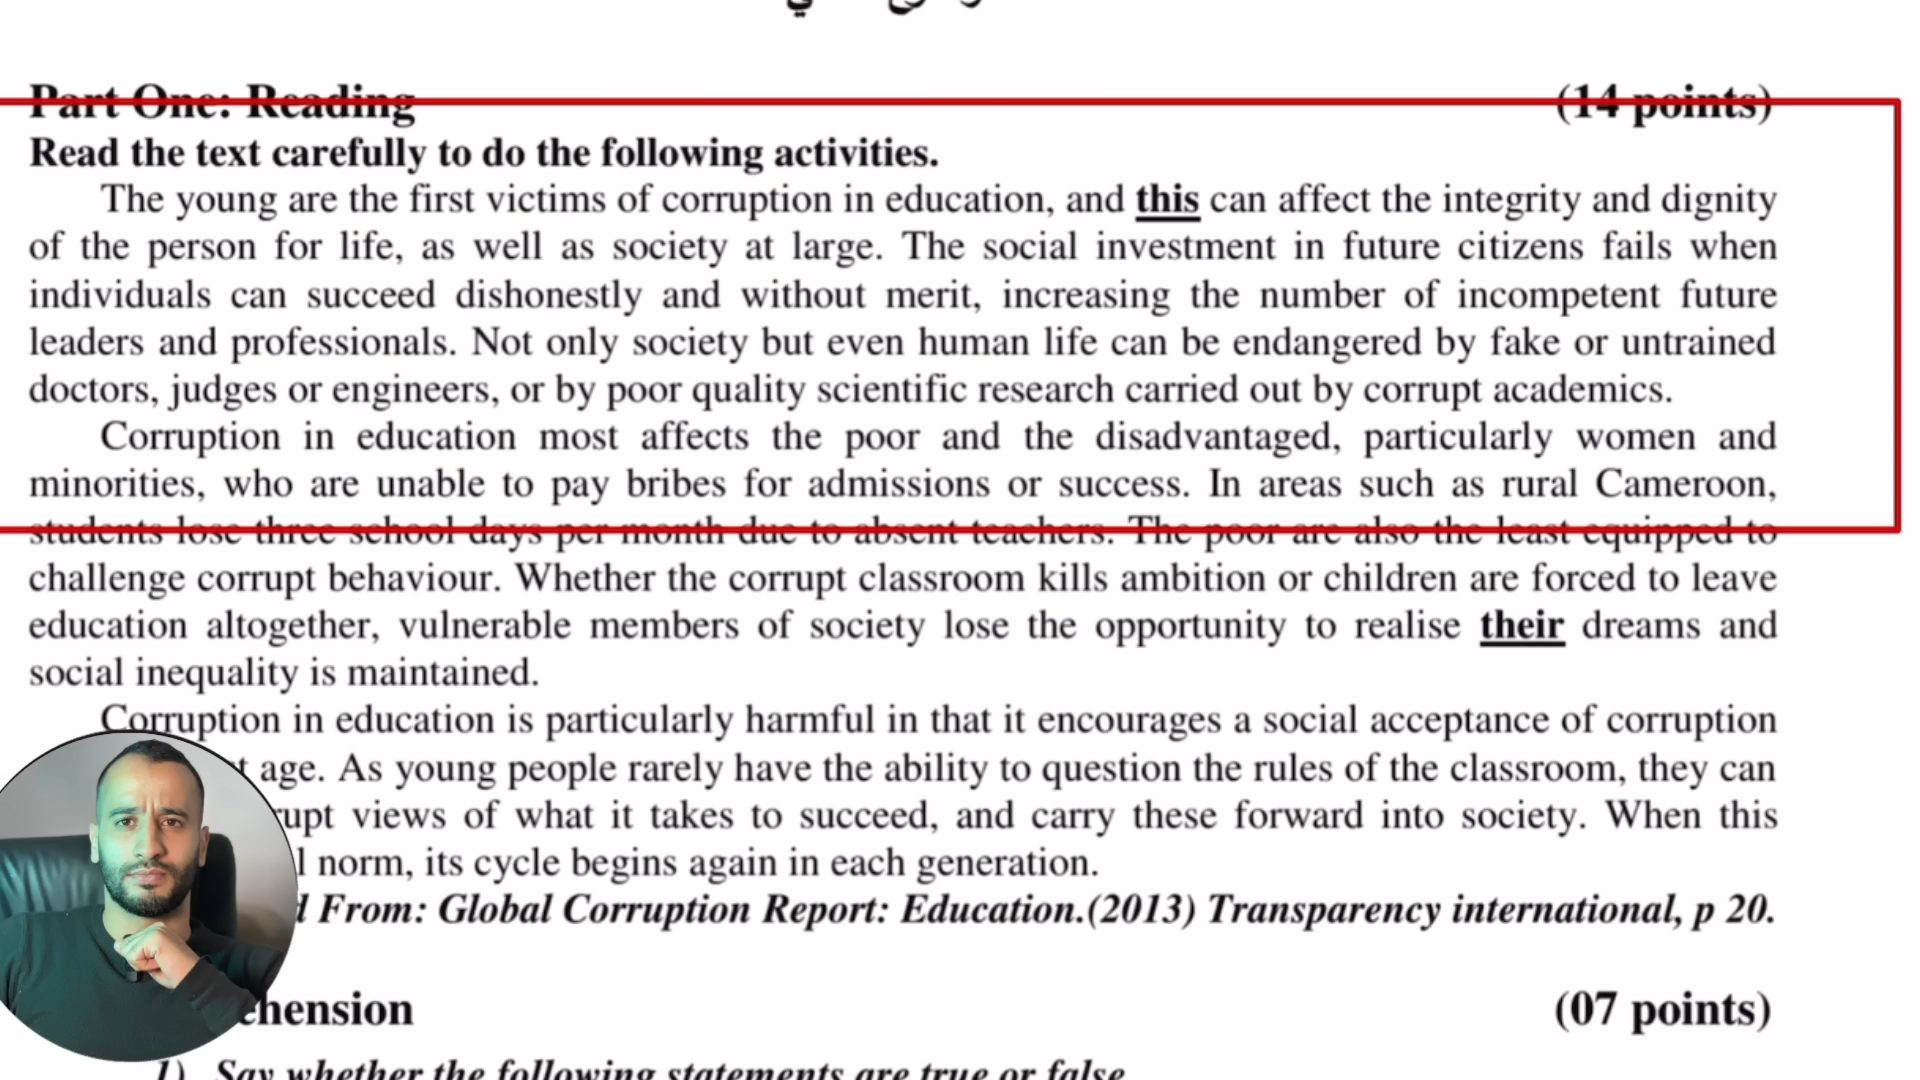 Part One: Reading (14 points)
Read the text carefully to do the following activities.
The young are the first victims of corruption in education, and this can affect the integrity and dignity
of the person for life, as well as society at large. The social investment in future citizens fails when
individuals can succeed dishonestly and without merit, increasing the number of incompetent future
leaders and professionals. Not only society but even human life can be endangered by fake or untrained
doctors, judges or engineers, or by poor quality scientific research carried out by corrupt academics.
Corruption in education most affects the poor and the disadvantaged, particularly women and
minorities, who are unable to pay bribes for admissions or success. In areas such as rural Cameroon,
students lose three school days per month due to absent teachers. The poor are also the least equipped to
challenge corrupt behaviour. Whether the corrupt classroom kills ambition or children are forced to leave
education altogether, vulnerable members of society lose the opportunity to realise their dreams and
social inequality is maintained.
Corruption in education is particularly harmful in that it encourages a social acceptance of corruption
age. As young people rarely have the ability to question the rules of the classroom, they can
views of what it takes to succeed, and carry these forward into society. When this
norm, its cycle begins again in each generation.
From: Global Corruption Report: Education.(2013) Transparency international, p 20.
(07 points)
1) Say whether the following statements are true or false